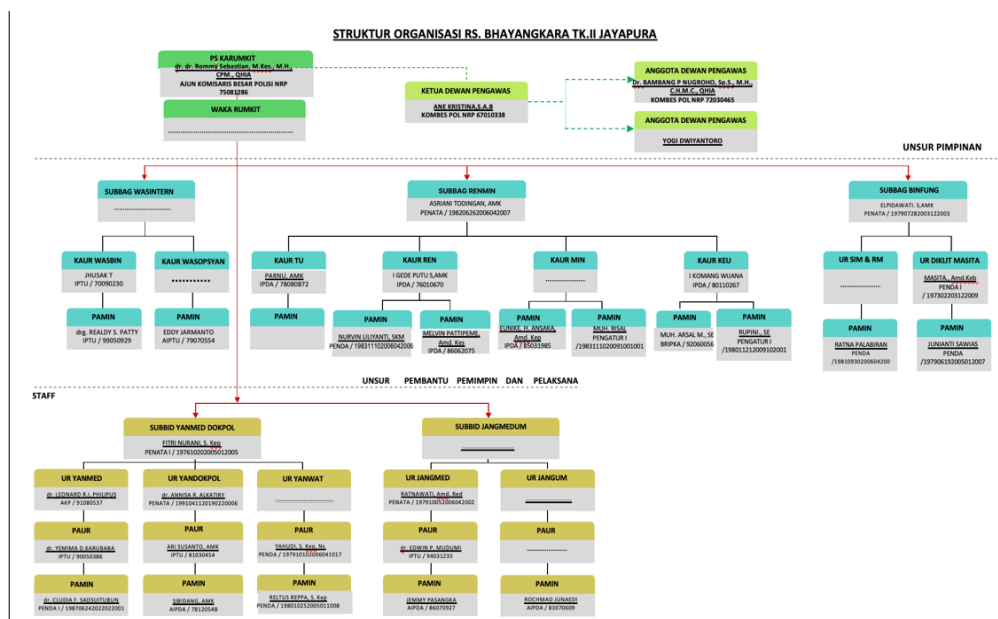 STRUKTUR ORGANISASI RS. BHAYANGKARA TK.II JAYAPURA
PS KARUMKIT
dr. dr. Rommy Sebastian, M.Kes., M.H.,
CPM., QHIA
AJUN KOMISARIS BESAR POLISI NRP
75081286
WAKA RUMKIT
KETUA DEWAN PENGAWAS
ANE KRISTINA,S.A.B
KOMBES POL NRP 67010338
ANGGOTA DEWAN PENGAWAS
Dr. BAMBANG P NUGROHO, So.S., M.H.,
C.H.M.C., QHIA
KOMBES POL NRP 72030465
ANGGOTA DEWAN PENGAWAS
YOGI DWIYANTORO
UNSUR PIMPINAN
SUBBAG WASINTERN
SUBBAG RENMIN
ASRIANI TODINGAN, AMK
PENATA / 198206262006042007
SUBBAG BINFUNG
ELPIDAWATI. S,AMK
PENATA / 197907282003122003
KAUR WASBIN
JHUSAK T
IPTU / 70090230
KAUR WASOPSYAN
KAUR TU
PARNU, AMK
IPDA / 78080872
KAUR REN
I GEDE PUTU S,AMK
IPDA / 76010670
KAUR MIN
KAUR KEU
I KOMANG WIJANA
IPDA / 80110267
UR SIM & RM
UR DIKLIT MASITA
MASITA,, Amd.Keb
PENDA I
/ 197302203122009
PAMIN
drg. REALDY S. PATTY
IPTU / 99050929
PAMIN
EDDY JARMANTO
AIPTU / 79070554
PAMIN
PAMIN
NURVIN LILIYANTI, SKM
PENDA / 198311102006042006
PAMIN
MELVIN PATTIPEME,
Amd. Kes
IPDA / 86062075
PAMIN
EUNIKE. H. ANSAKA,
Amd. Kep
IPDA / 85031985
PAMIN
MUH. RISAL
PENGATUR I
/1983111020091001001
PAMIN
MUH. ARSAL M., SE
BRIPKA / 92060056
PAMIN
RUPINI., SE
PENGATUR I
/1980112120091020​01
PAMIN
RATNA PALABIRAN
PENDA
/19810930200604200
PAMIN
JUNIANTI SAWIAS
PENDA
/197906192005012007
UNSUR PEMBANTU PEMIMPIN DAN PELAKSANA
STAFF
SUBBID YANMED DOKPOL
FITRI NURANI, S. Kep
PENATA I / 197610202005012005
SUBBID JANGMEDUM
UR YANMED
dr. LEONARD R.I. PHILIPUS
AKP / 91080537
UR YANDOKPOL
dr. ANNISA R. ALKATIRY
PENATA / 1991041120190220006
UR YANWAT
UR JANGMED
RATNAWATI, Amd. Rad
PENATA / 197910052006042002
UR JANGUM
PAUR
dr. YEMIMA D.KARUBABA
IPTU / 90050386
PAUR
ARI SUSANTO, AMK
IPTU / 81030454
PAUR
YAHUDI, S. Kep, Ns
PENDA / 197910102006041017
PAUR
dr. EDWIN P. MUDUMI
IPTU / 94031235
PAUR
PAMIN
dr. CLUDIA F. SADSUITUBUN
PENDA I / 198706242022022001
PAMIN
SIBIDANG, AMK
AIPDA / 78120548
PAMIN
RELTUS REPPA, S. Kep
PENDA / 198010252005011008
PAMIN
JEMMY PASANGKA
AIPDA / 86070927
PAMIN
ROCHMAD JUNAEDI
AIPDA / 83070609